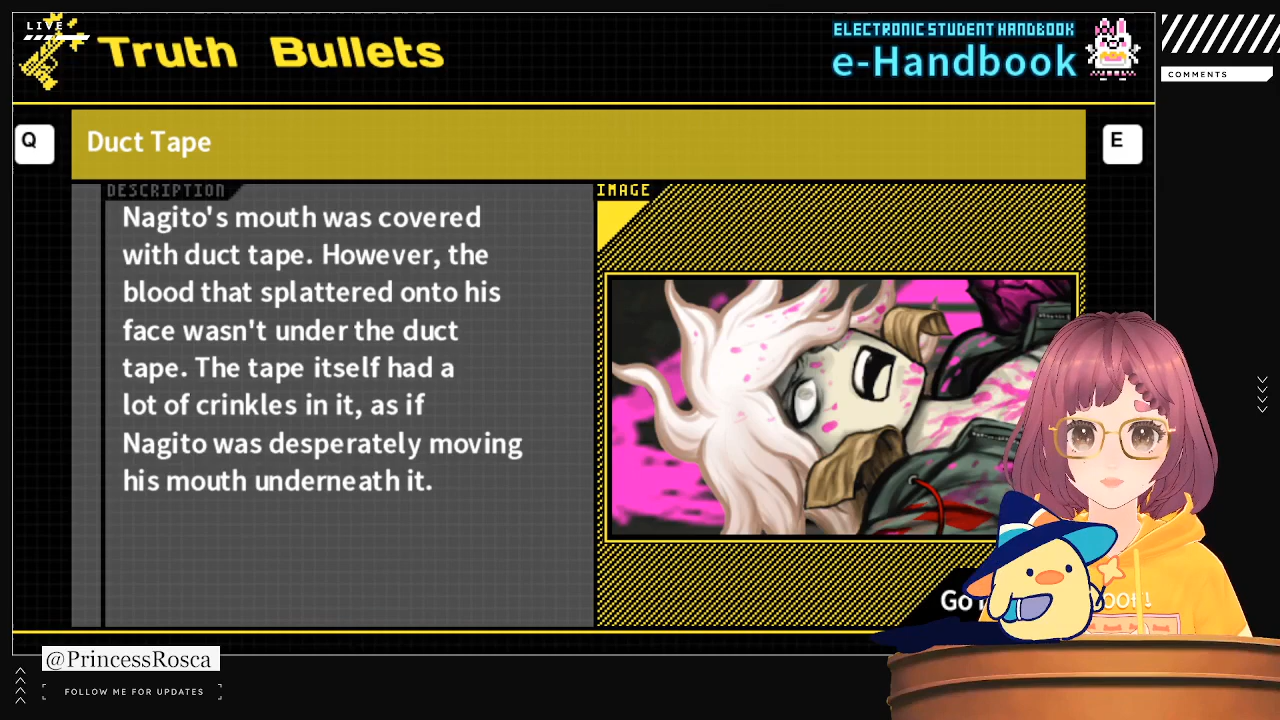 LIVE
Truth Bullets
ELECTRONIC STUDENT HANDBOOK
e-Handbook
COMMENTS
Q
Duct Tape
E
DESCRIPTION
IMAGE
Nagito's mouth was covered
with duct tape. However, the
blood that splattered onto his
face wasn't under the duct
tape. The tape itself had a
lot of crinkles in it, as if
Nagito was desperately moving
his mouth underneath it.
@PrincessRosca
FOLLOW ME FOR UPDATES